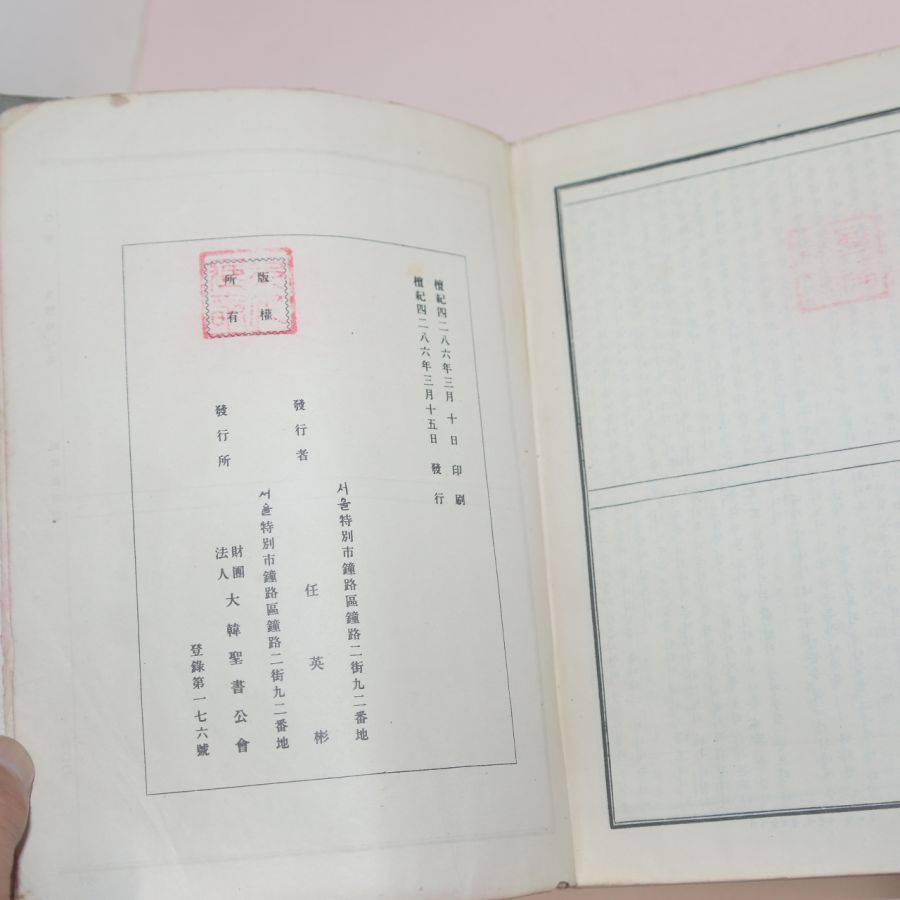 檀紀四二八六年三月十日 印刷
檀紀四二八六年三月十五日 發行
서울特別市鐘路區鐘路二街九二番地
發行者 任英彬
서울特別市鐘路區鐘路二街九二番地
發行所 財團法人 大韓聖書公會
登錄第一七六號
版權
所有